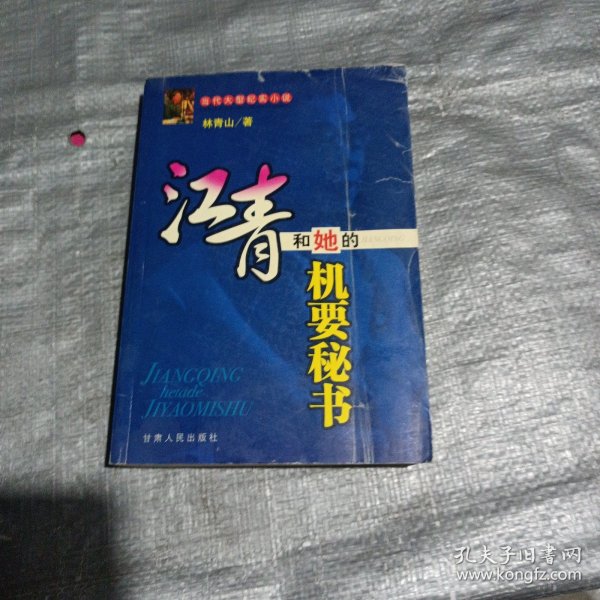 当代大型纪实小说
林青山/著
江青
和她的
机要秘书
JIANGQING
hetade
JIYAOMISHU
甘肃人民出版社
孔夫子旧书网
www.kongfz.com